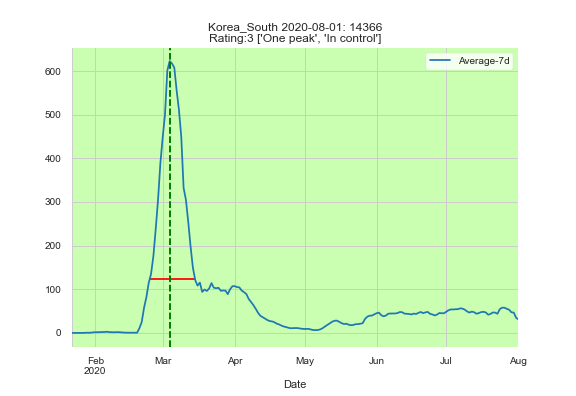 Korea_South 2020-08-01: 14366
Rating:3 ['One peak', 'In control']
Average-7d
600
500
400
300
200
100
0
Feb Mar Apr May Jun Jul Aug
2020
Date